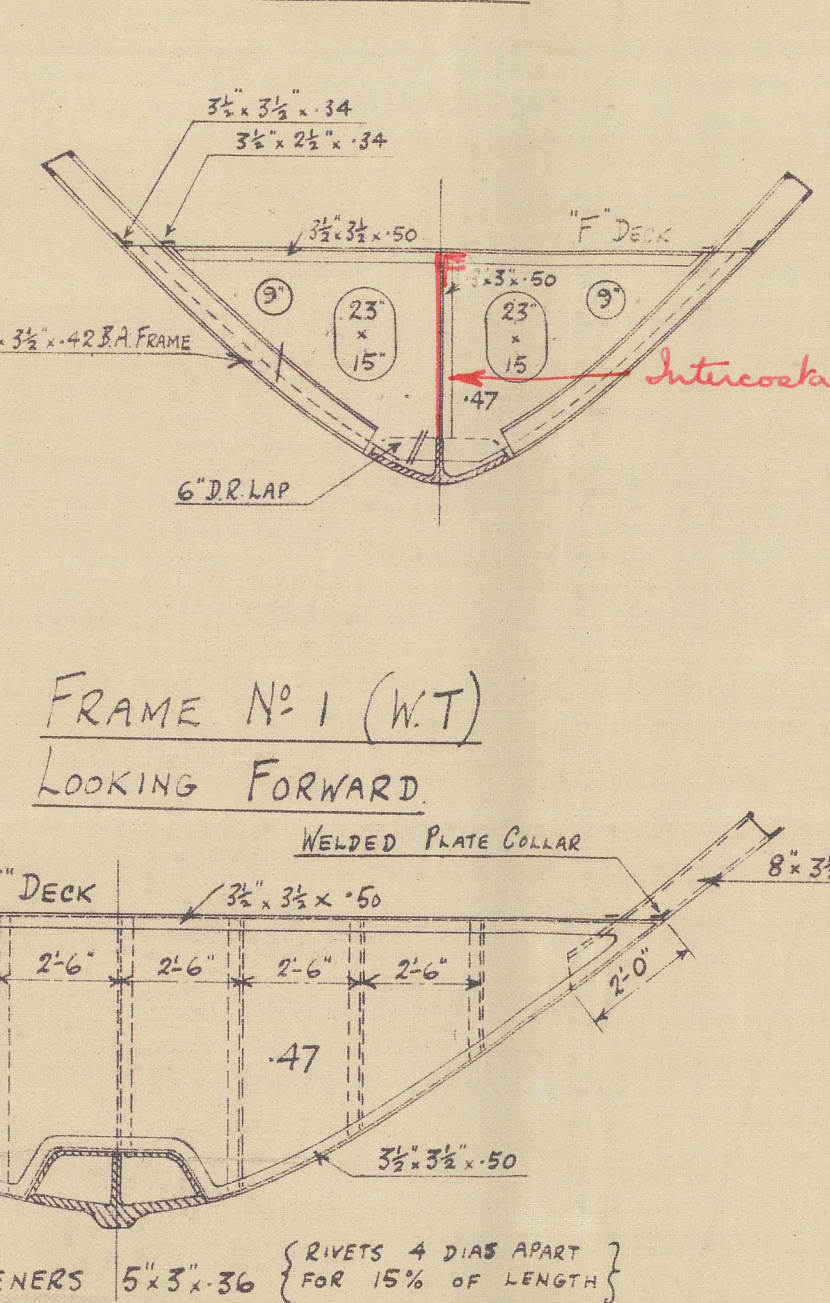 3½" x 3½" x .34
3½" x 2½" x .34
3½" x 3½ x .50
"F" DECK
x 3" x .50
9"
23"
x
15"
23"
x
15
9"
x 3½" x .42 B.A. FRAME
Intercosta
.47
6" D.R. LAP
FRAME Nº 1 (W.T)
LOOKING FORWARD.
WELDED PLATE COLLAR
8" x 3½
" DECK
3½" x 3½ x .50
2'-6"
2'-6"
2'-6"
2'-6"
2'-0"
.47
3½" x 3½" x .50
ENERS 5" x 3" x .36 { RIVETS 4 DIAS APART }
{ FOR 15% OF LENGTH }